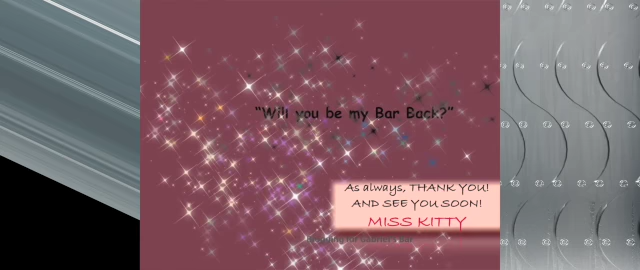 “Will you be my Bar Back?”
As always, THANK YOU!
AND SEE YOU SOON!
MISS KITTY